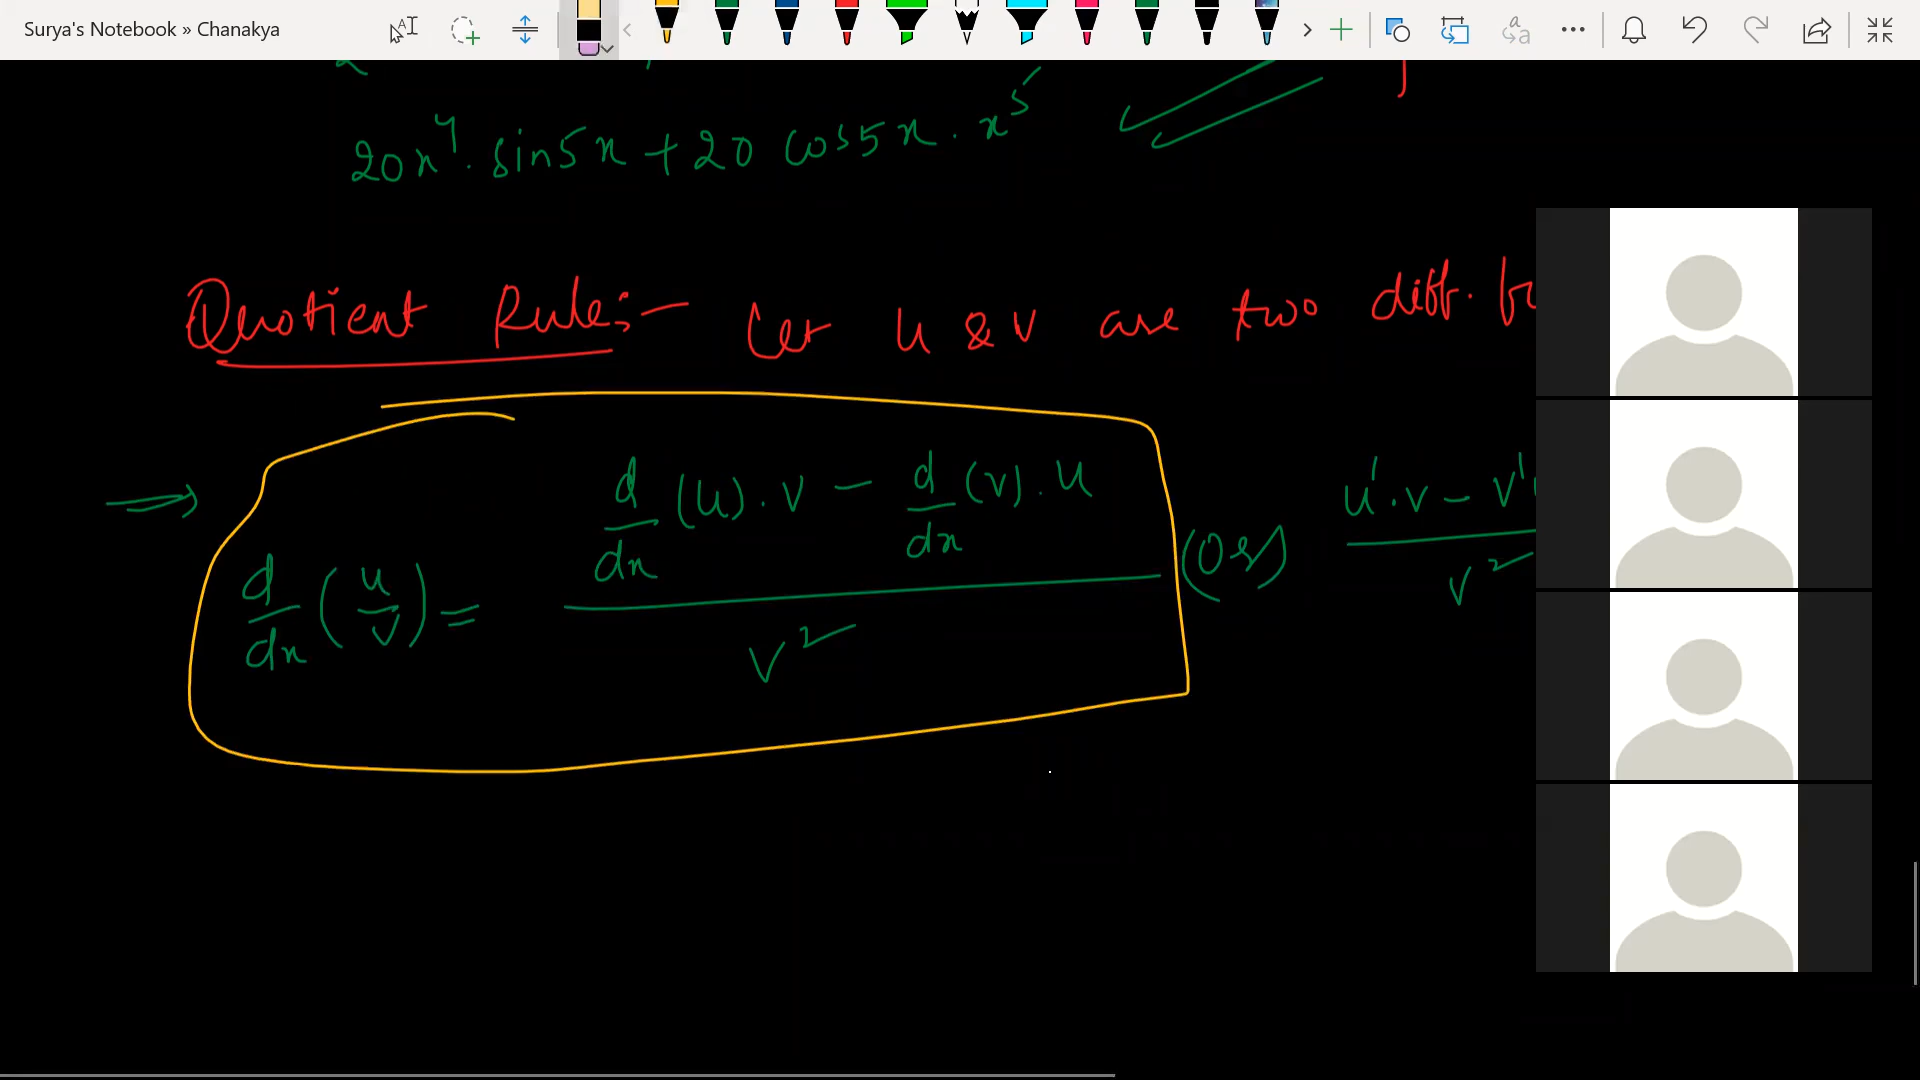 Surya's Notebook » Chanakya
20x⁴. sin5x + 20 cos5x . x⁵
Quotient Rule:- Let u & v are two diff.
⇒ d/dx (u/v) = (d/dx (u) . v - d/dx (v) . u) / v² (or) u' . v - v' / v²